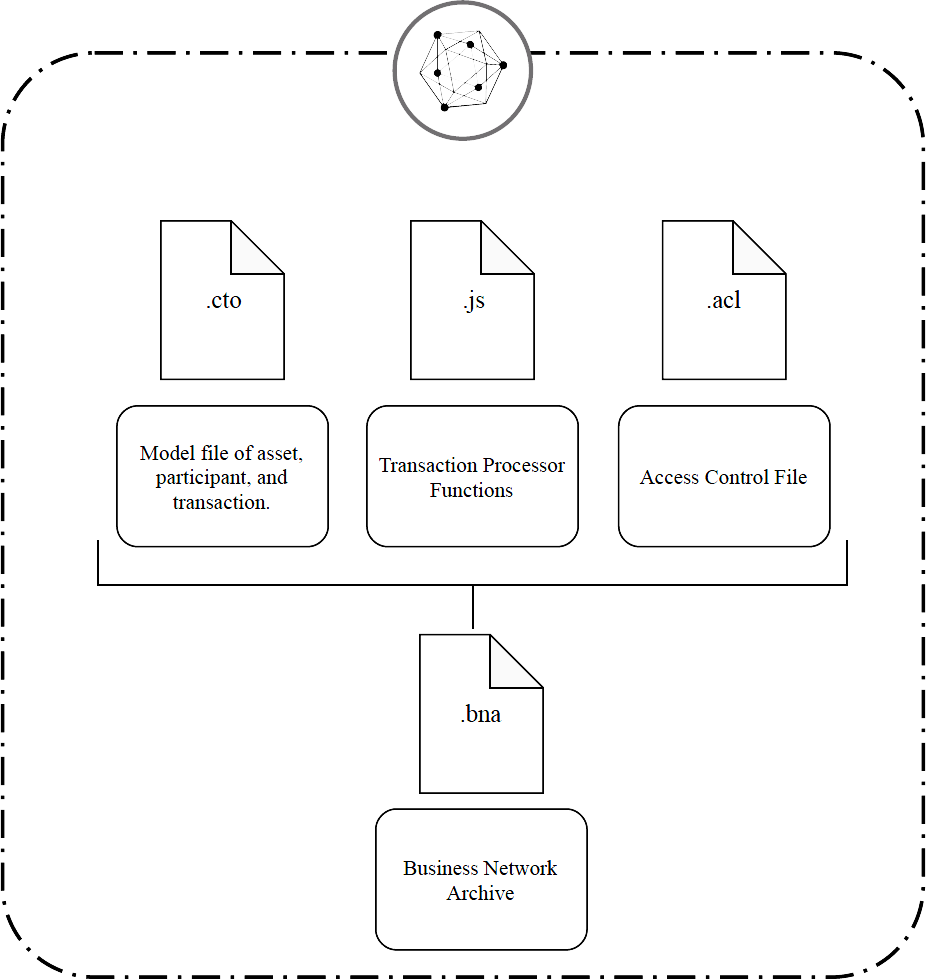 .cto
.js
.acl
Model file of asset,
participant, and
transaction.
Transaction Processor
Functions
Access Control File
.bna
Business Network
Archive